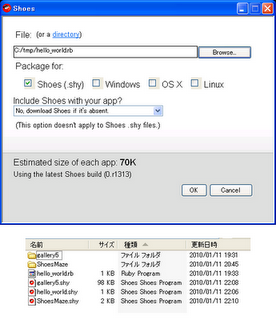 Shoes
File: (or a directory)
C:/tmp/hello_world.rb
Browse..
Package for:
Shoes (.shy) Windows OS X Linux
Include Shoes with your app?
No, download Shoes if it's absent.
(This option doesn't apply to Shoes .shy files.)
Estimated size of each app: 70K
Using the latest Shoes build (0.r1313)
OK Cancel
名前 サイズ 種類 更新日時
gallery5 ファイル フォルダ 2010/01/11 19:31
ShoesMaze ファイル フォルダ 2010/01/11 20:45
hello_world.rb 1 KB Ruby Program 2010/01/11 19:33
gallery5.shy 98 KB Shoes Shoes Program 2010/01/11 22:08
hello_world.shy 1 KB Shoes Shoes Program 2010/01/11 22:06
ShoesMaze.shy 2 KB Shoes Shoes Program 2010/01/11 22:10